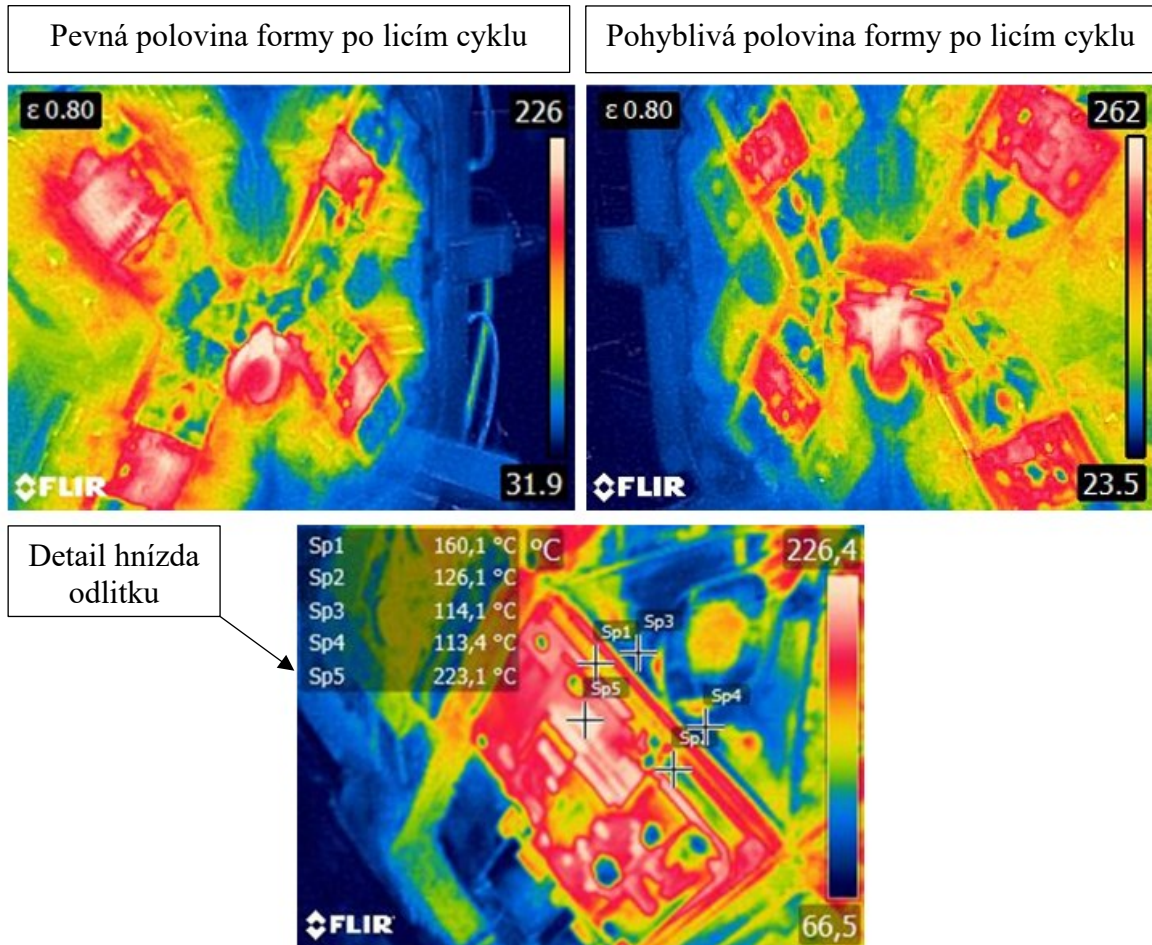 Pevná polovina formy po licím cyklu
Pohyblivá polovina formy po licím cyklu
ε 0.80
226
31.9
FLIR
ε 0.80
262
23.5
FLIR
Detail hnízda
odlitku
Sp1 160,1 °C
Sp2 126,1 °C
Sp3 114,1 °C
Sp4 113,4 °C
Sp5 223,1 °C
°C
226,4
Sp1
Sp3
Sp5
Sp4
66,5
FLIR